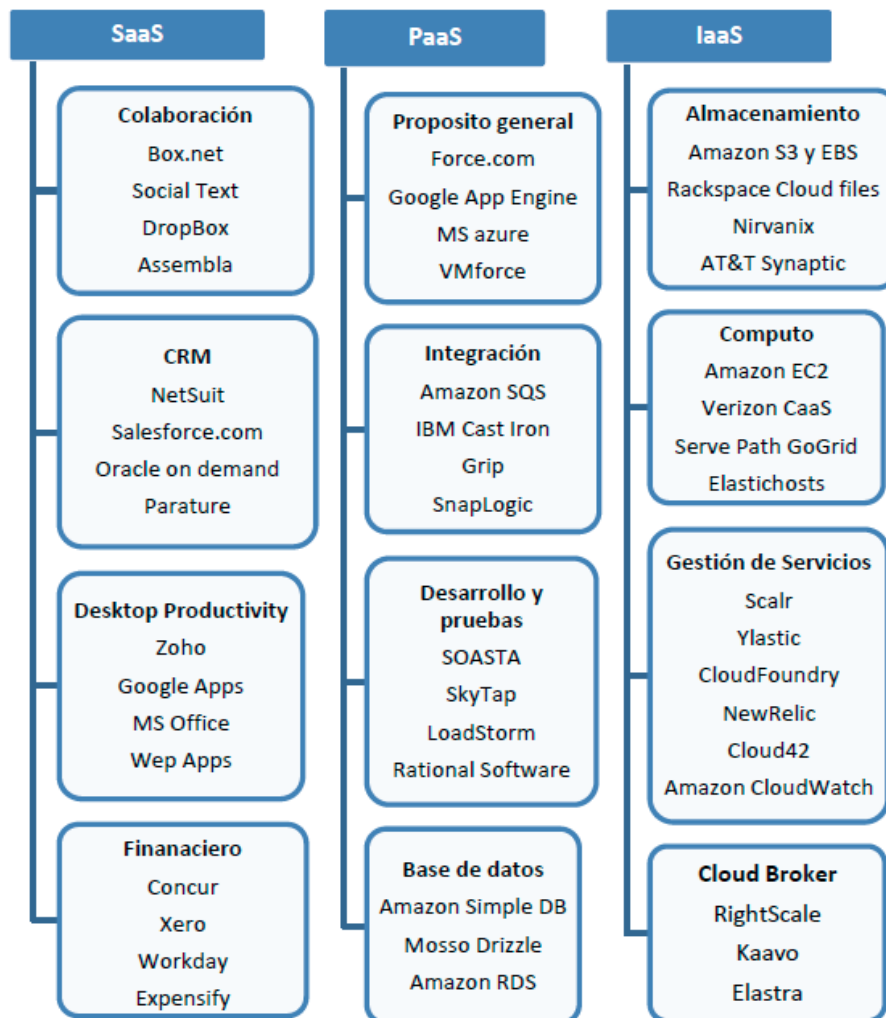 SaaS
Colaboración
Box.net
Social Text
DropBox
Assembla
CRM
NetSuit
Salesforce.com
Oracle on demand
Parature
Desktop Productivity
Zoho
Google Apps
MS Office
Wep Apps
Finanaciero
Concur
Xero
Workday
Expensify
PaaS
Proposito general
Force.com
Google App Engine
MS azure
VMforce
Integración
Amazon SQS
IBM Cast Iron
Grip
SnapLogic
Desarrollo y
pruebas
SOASTA
SkyTap
LoadStorm
Rational Software
Base de datos
Amazon Simple DB
Mosso Drizzle
Amazon RDS
IaaS
Almacenamiento
Amazon S3 y EBS
Rackspace Cloud files
Nirvanix
AT&T Synaptic
Computo
Amazon EC2
Verizon CaaS
Serve Path GoGrid
Elastichosts
Gestión de Servicios
Scalr
Ylastic
CloudFoundry
NewRelic
Cloud42
Amazon CloudWatch
Cloud Broker
RightScale
Kaavo
Elastra